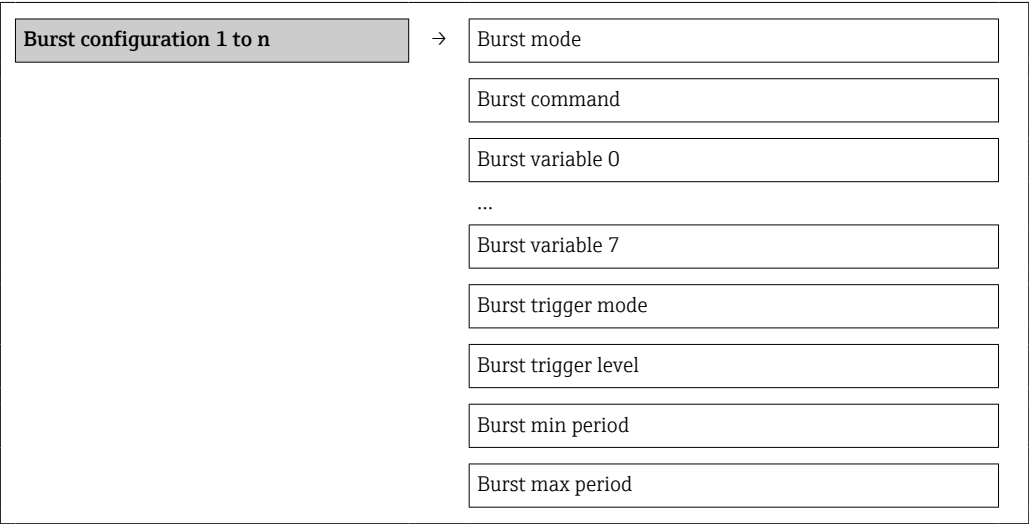 Burst configuration 1 to n → Burst mode
Burst command
Burst variable 0
...
Burst variable 7
Burst trigger mode
Burst trigger level
Burst min period
Burst max period